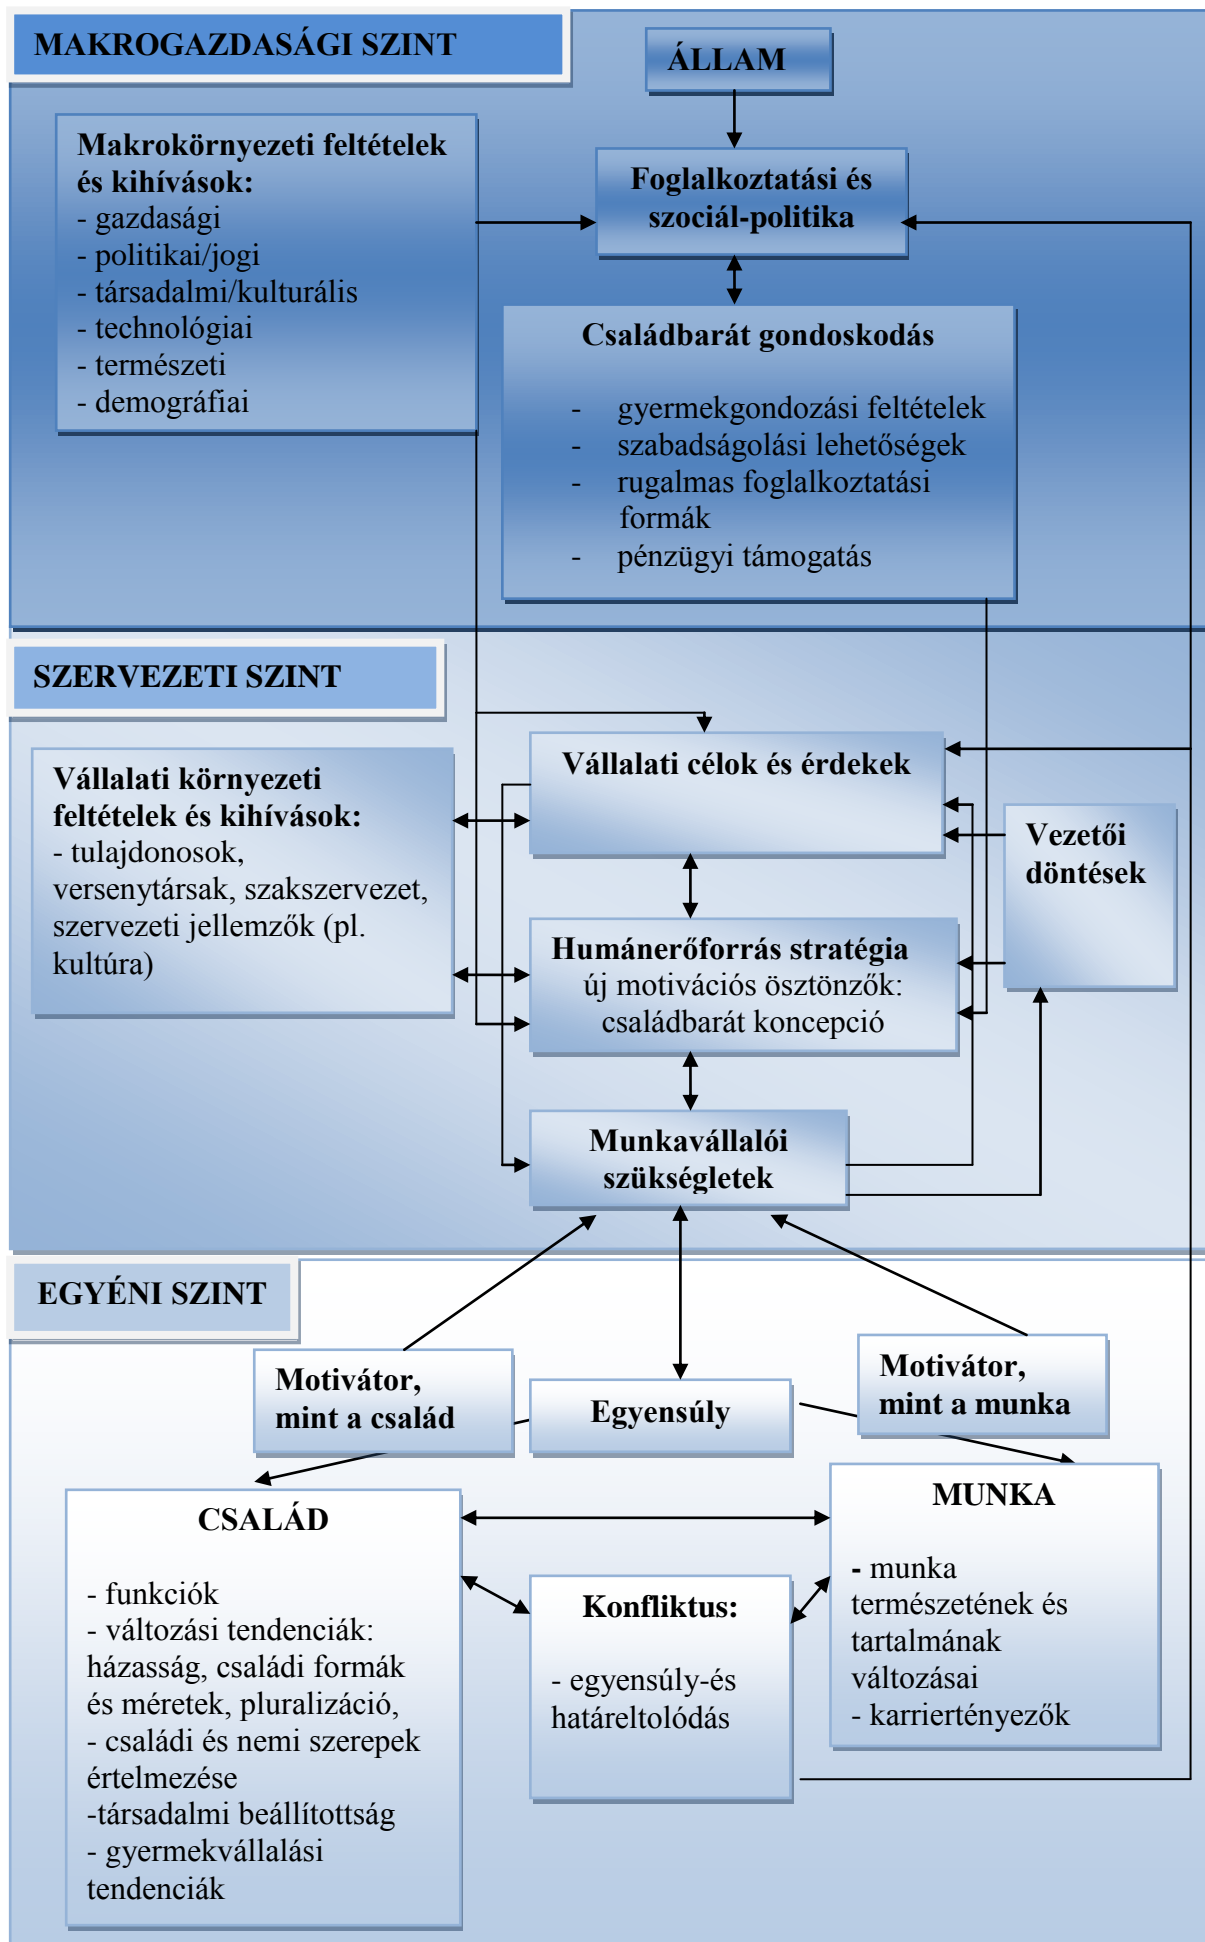 MAKROGAZDASÁGI SZINT
ÁLLAM
Makrokörnyezeti feltételek
és kihívások:
- gazdasági
- politikai/jogi
- társadalmi/kulturális
- technológiai
- természeti
- demográfiai
Foglalkoztatási és
szociál-politika
Családbarát gondoskodás
- gyermekgondozási feltételek
- szabadságolási lehetőségek
- rugalmas foglalkoztatási
formák
- pénzügyi támogatás
SZERVEZETI SZINT
Vállalati környezeti
feltételek és kihívások:
- tulajdonosok,
versenytársak, szakszervezet,
szervezeti jellemzők (pl.
kultúra)
Vállalati célok és érdekek
Vezetői
döntések
Humánerőforrás stratégia
új motivációs ösztönzők:
családbarát koncepció
Munkavállalói
szükségletek
EGYÉNI SZINT
Motivátor,
mint a család
Egyensúly
Motivátor,
mint a munka
CSALÁD
- funkciók
- változási tendenciák:
házasság, családi formák
és méretek, pluralizáció,
- családi és nemi szerepek
értelmezése
-társadalmi beállítottság
- gyermekvállalási
tendenciák
Konfliktus:
- egyensúly-és
határeltolódás
MUNKA
- munka
természetének és
tartalmának
változásai
- karriertényezők